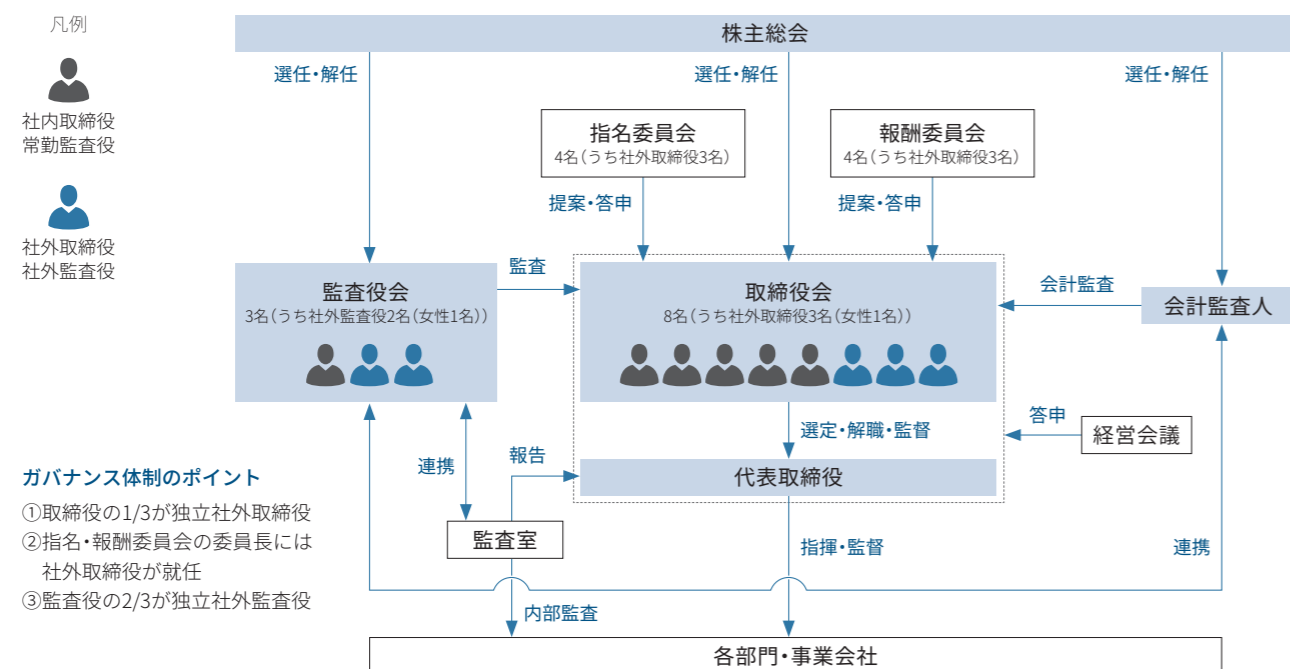 凡例
社内取締役
常勤監査役
社外取締役
社外監査役
株主総会
選任・解任
選任・解任
選任・解任
指名委員会
4名（うち社外取締役3名）
報酬委員会
4名（うち社外取締役3名）
提案・答申
提案・答申
監査役会
3名（うち社外監査役2名（女性1名））
監査
取締役会
8名（うち社外取締役3名（女性1名））
会計監査
会計監査人
選定・解職・監督
答申
経営会議
連携
報告
代表取締役
監査室
指揮・監督
連携
内部監査
各部門・事業会社
ガバナンス体制のポイント
①取締役の1/3が独立社外取締役
②指名・報酬委員会の委員長には
社外取締役が就任
③監査役の2/3が独立社外監査役